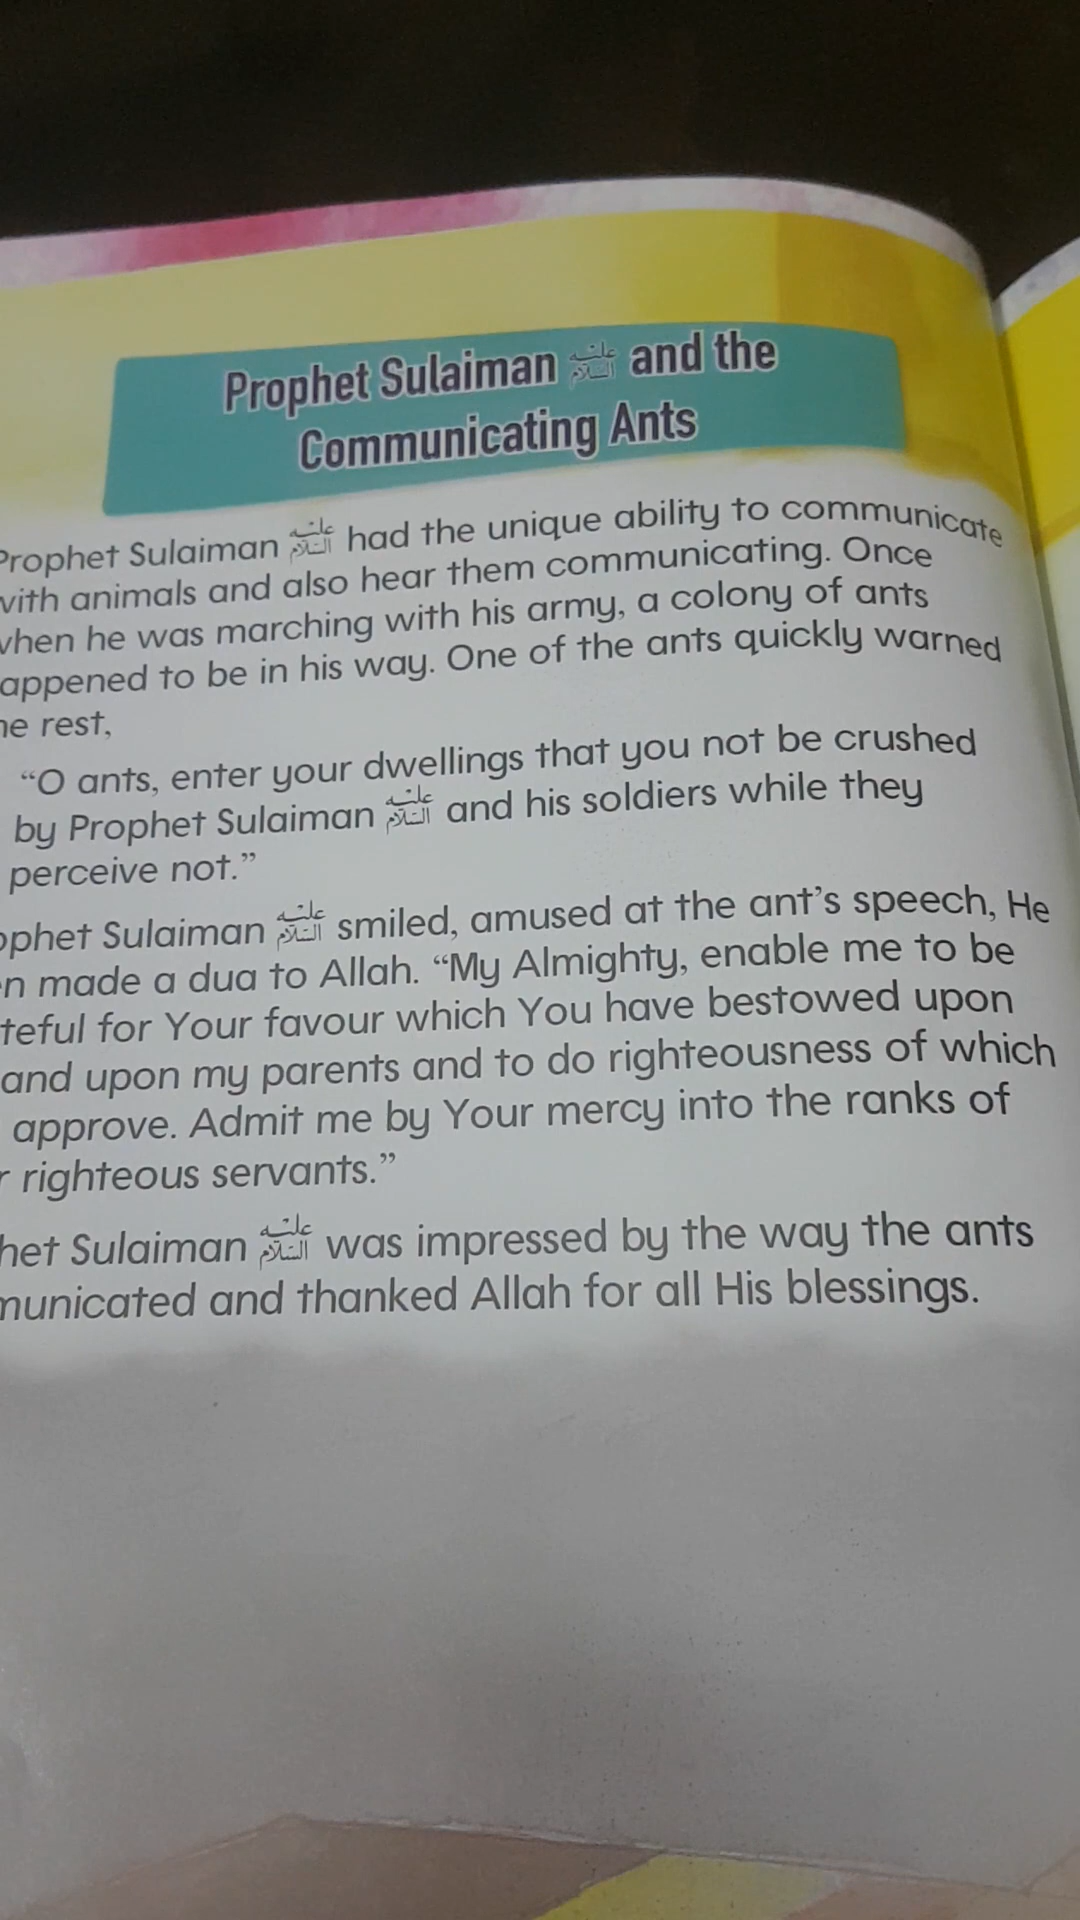 Prophet Sulaiman عليه السلام and the
Communicating Ants
Prophet Sulaiman عليه السلام had the unique ability to communicate
with animals and also hear them communicating. Once
when he was marching with his army, a colony of ants
appened to be in his way. One of the ants quickly warned
he rest,
“O ants, enter your dwellings that you not be crushed
by Prophet Sulaiman عليه السلام and his soldiers while they
perceive not.”
ophet Sulaiman عليه السلام smiled, amused at the ant’s speech, He
en made a dua to Allah. “My Almighty, enable me to be
teful for Your favour which You have bestowed upon
and upon my parents and to do righteousness of which
approve. Admit me by Your mercy into the ranks of
r righteous servants.”
het Sulaiman عليه السلام was impressed by the way the ants
municated and thanked Allah for all His blessings.